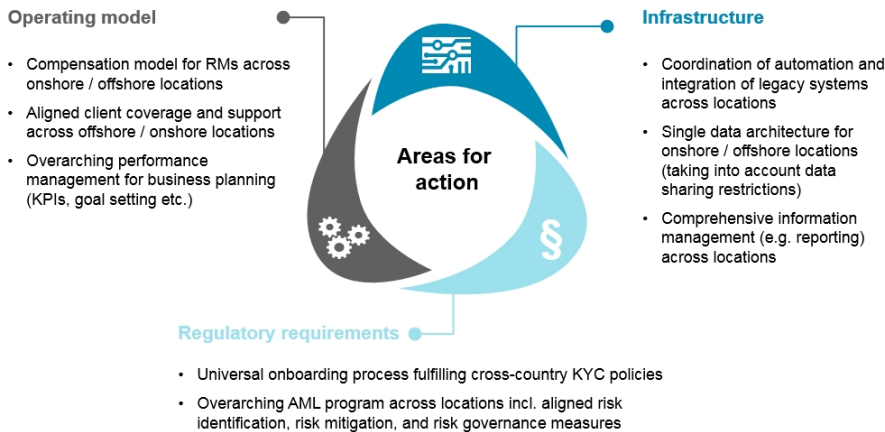 Operating model
• Compensation model for RMs across
onshore / offshore locations
• Aligned client coverage and support
across offshore / onshore locations
• Overarching performance
management for business planning
(KPIs, goal setting etc.)
Infrastructure
• Coordination of automation and
integration of legacy systems
across locations
• Single data architecture for
onshore / offshore locations
(taking into account data
sharing restrictions)
• Comprehensive information
management (e.g. reporting)
across locations
Areas for
action
§
Regulatory requirements
• Universal onboarding process fulfilling cross-country KYC policies
• Overarching AML program across locations incl. aligned risk
identification, risk mitigation, and risk governance measures